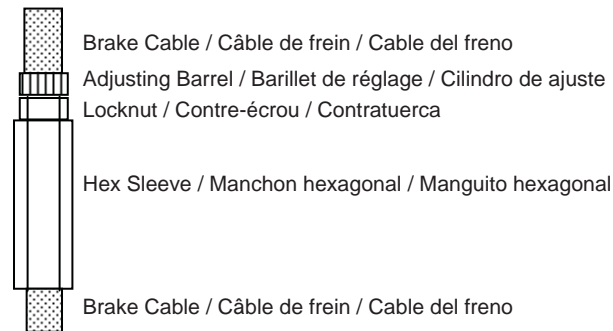 Brake Cable / Câble de frein / Cable del freno
Adjusting Barrel / Barillet de réglage / Cilindro de ajuste
Locknut / Contre-écrou / Contratuerca
Hex Sleeve / Manchon hexagonal / Manguito hexagonal
Brake Cable / Câble de frein / Cable del freno